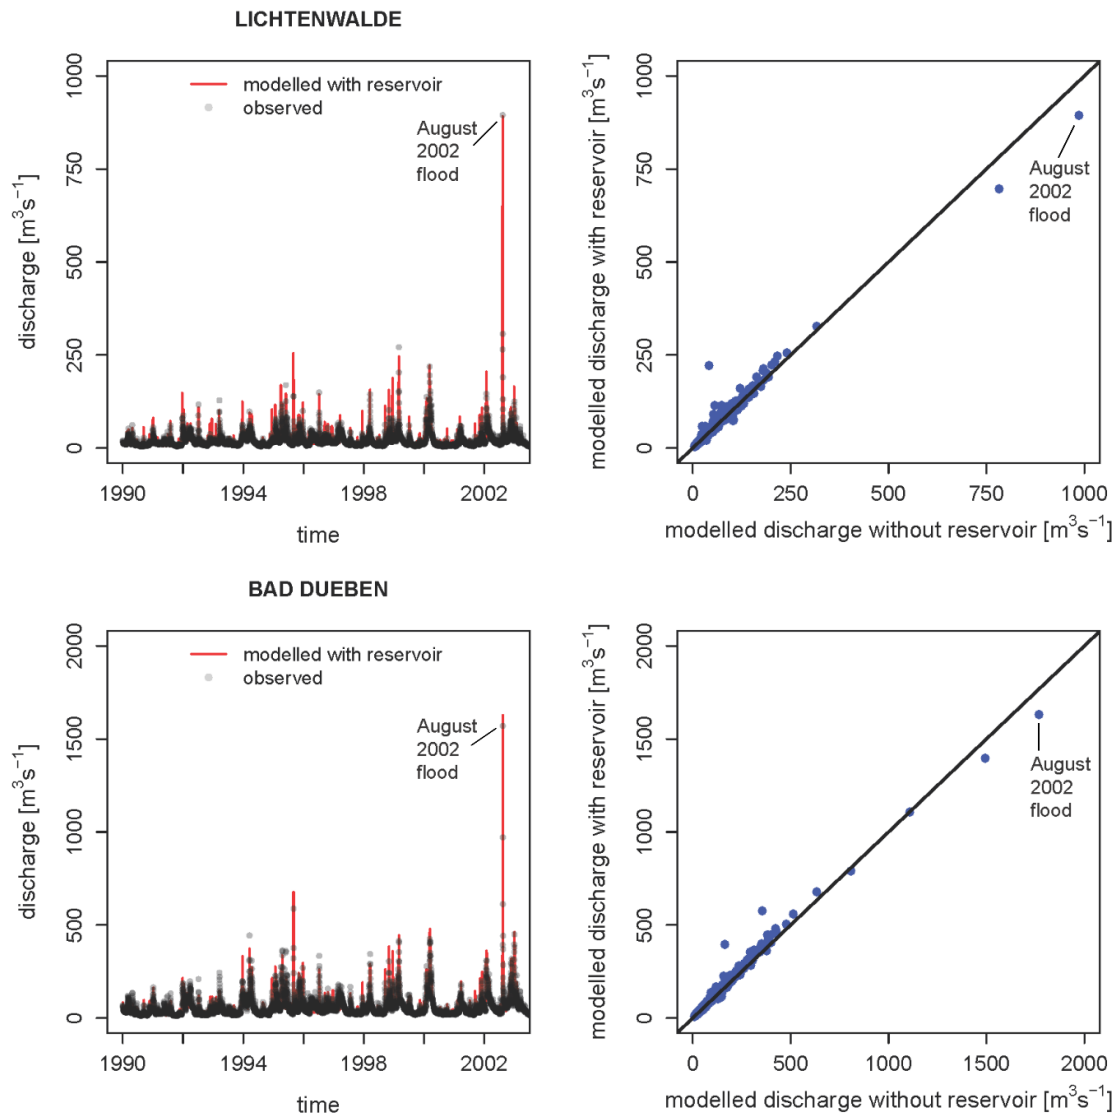 LICHTENWALDE
discharge [m³s⁻¹]
1000
750
500
250
0
modelled with reservoir
observed
August
2002
flood
1990
1994
1998
2002
time
modelled discharge with reservoir [m³s⁻¹]
1000
750
500
250
0
August
2002
flood
0
250
500
750
1000
modelled discharge without reservoir [m³s⁻¹]
BAD DUEBEN
discharge [m³s⁻¹]
2000
1500
1000
500
0
modelled with reservoir
observed
August
2002
flood
1990
1994
1998
2002
time
modelled discharge with reservoir [m³s⁻¹]
2000
1500
1000
500
0
August
2002
flood
0
500
1000
1500
2000
modelled discharge without reservoir [m³s⁻¹]